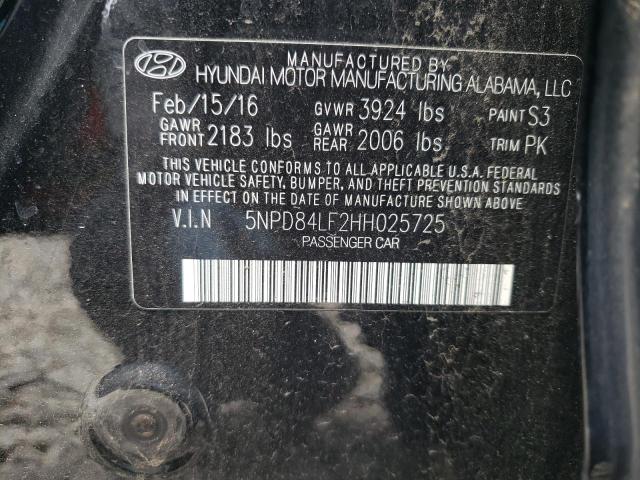 MANUFACTURED BY
HYUNDAI MOTOR MANUFACTURING ALABAMA, LLC
Feb/15/16 GVWR 3924 lbs PAINT S3
GAWR FRONT 2183 lbs GAWR REAR 2006 lbs. TRIM PK
THIS VEHICLE CONFORMS TO ALL APPLICABLE U.S.A. FEDERAL
MOTOR VEHICLE SAFETY, BUMPER, AND THEFT PREVENTION STANDARDS
IN EFFECT ON THE DATE OF MANUFACTURE SHOWN ABOVE.
V.I.N 5NPD84LF2HH025725
PASSENGER CAR